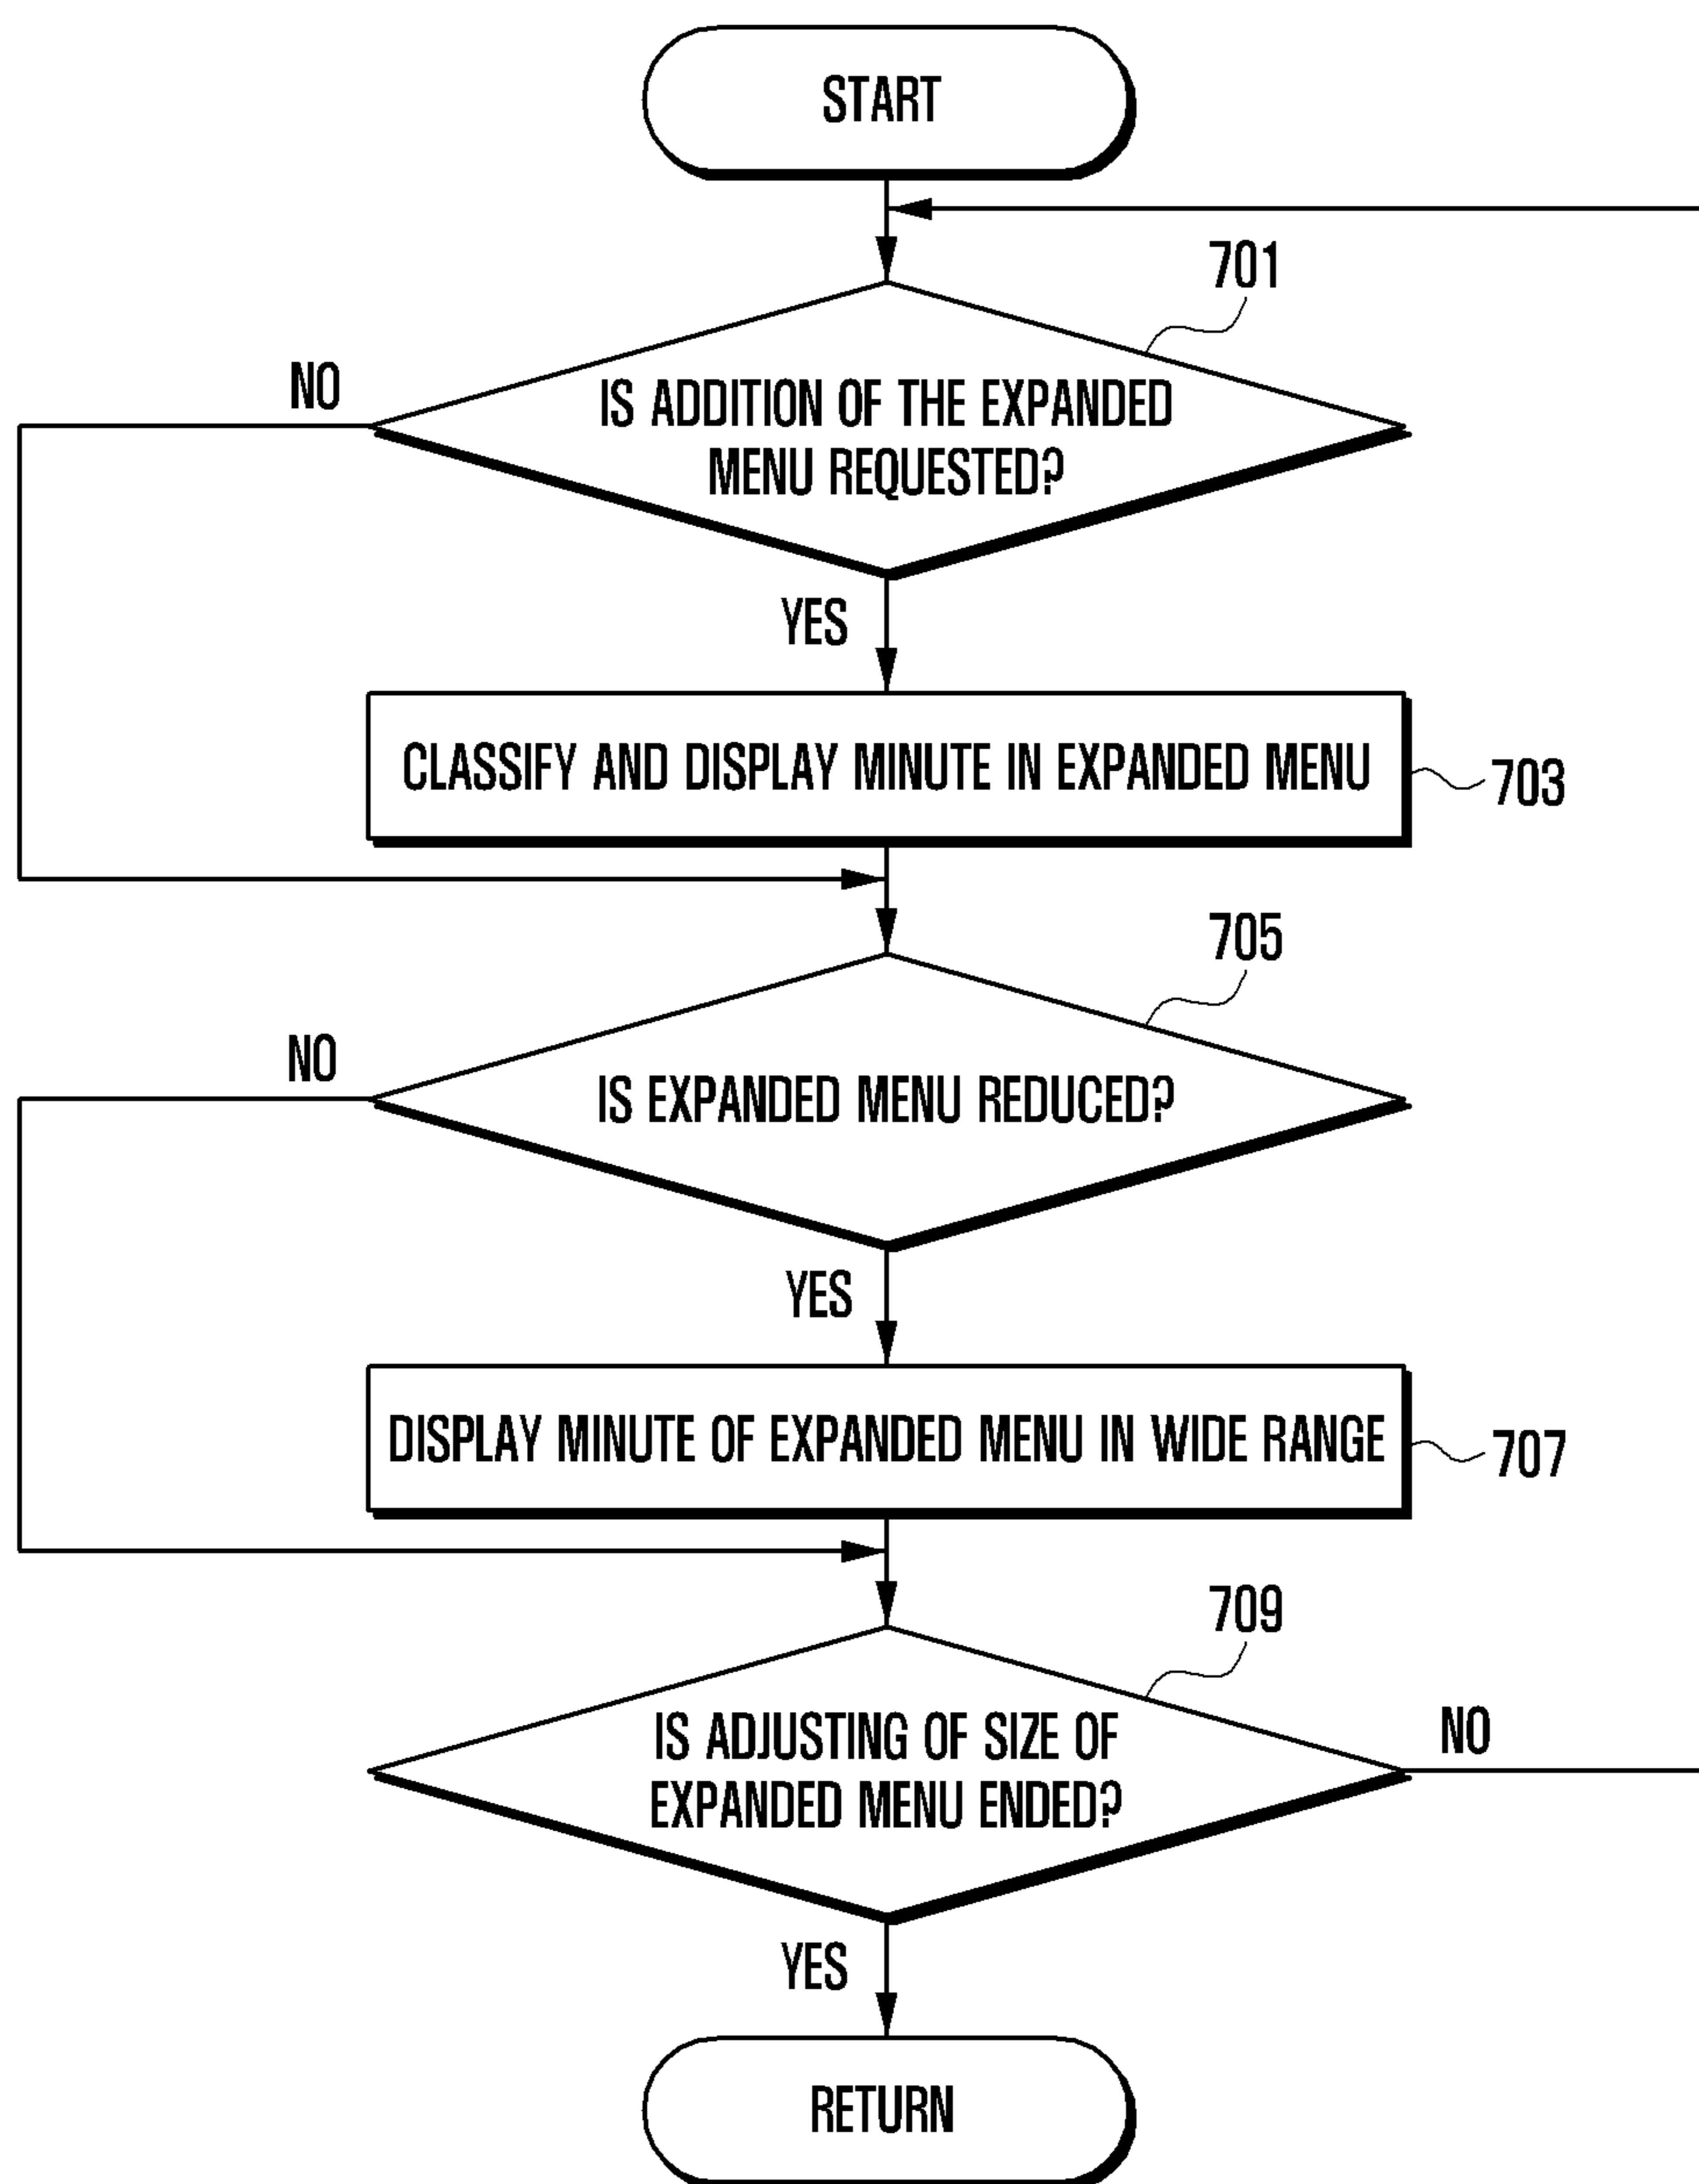 START
701
NO
IS ADDITION OF THE EXPANDED
MENU REQUESTED?
YES
CLASSIFY AND DISPLAY MINUTE IN EXPANDED MENU
703
705
NO
IS EXPANDED MENU REDUCED?
YES
DISPLAY MINUTE OF EXPANDED MENU IN WIDE RANGE
707
709
IS ADJUSTING OF SIZE OF
EXPANDED MENU ENDED?
NO
YES
RETURN